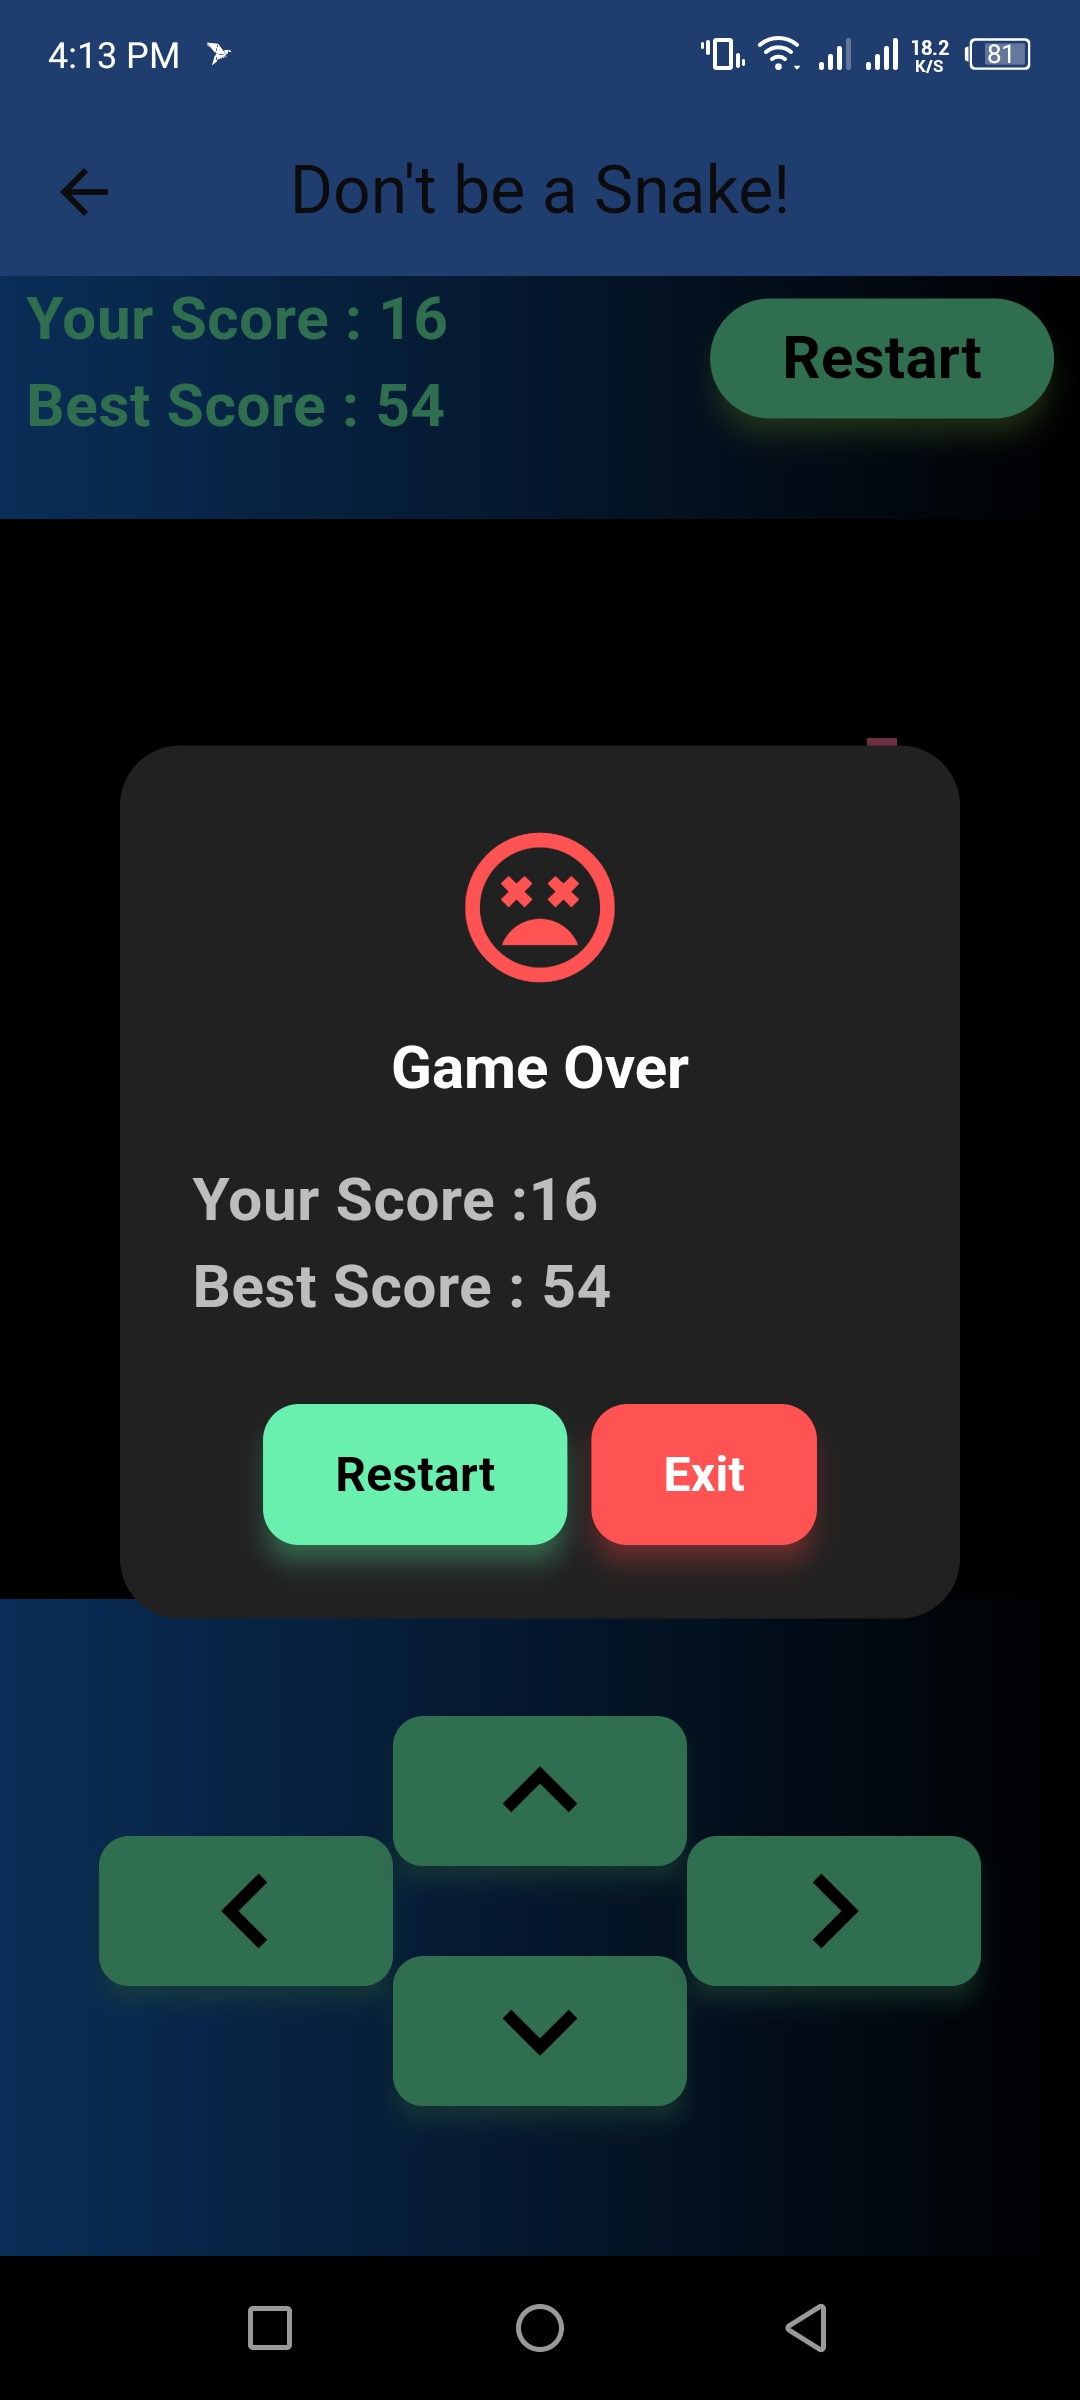 4:13 PM
18.2
K/S
81
Don't be a Snake!
Your Score : 16
Best Score : 54
Restart
Game Over
Your Score :16
Best Score : 54
Restart
Exit